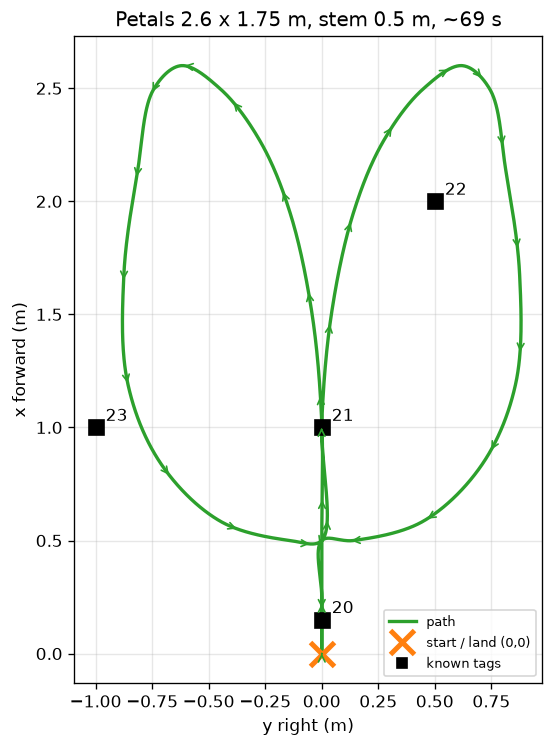 Petals 2.6 x 1.75 m, stem 0.5 m, ~69 s
x forward (m)
2.5
2.0
1.5
1.0
0.5
0.0
22
23
21
20
path
start / land (0,0)
known tags
−1.00 −0.75 −0.50 −0.25 0.00 0.25 0.50 0.75
y right (m)